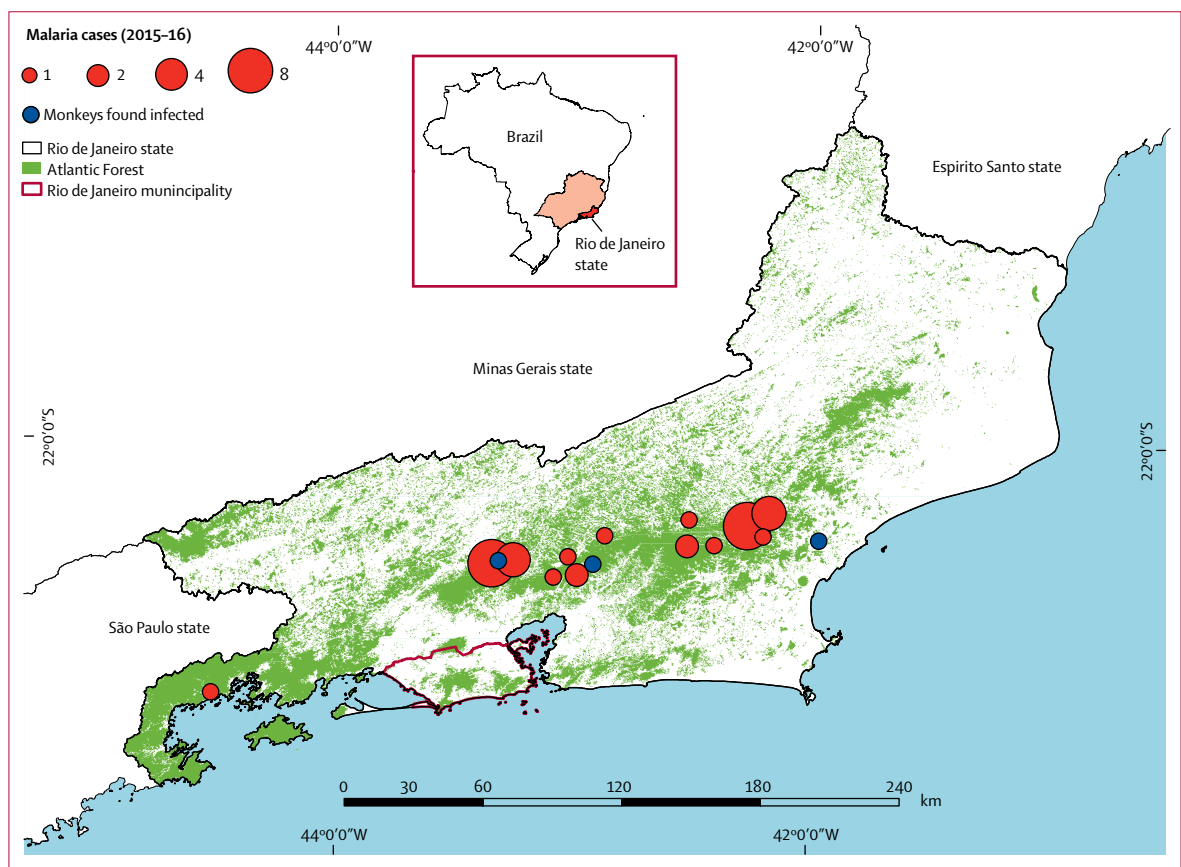 Malaria cases (2015–16)
1 2 4 8
Monkeys found infected
Rio de Janeiro state
Atlantic Forest
Rio de Janeiro munincipality
44º0'0"W
42º0'0"W
Brazil
Rio de Janeiro
state
Espirito Santo state
Minas Gerais state
22º0'0"S
22º0'0"S
São Paulo state
0 30 60 120 180 240
km
44º0'0"W
42º0'0"W